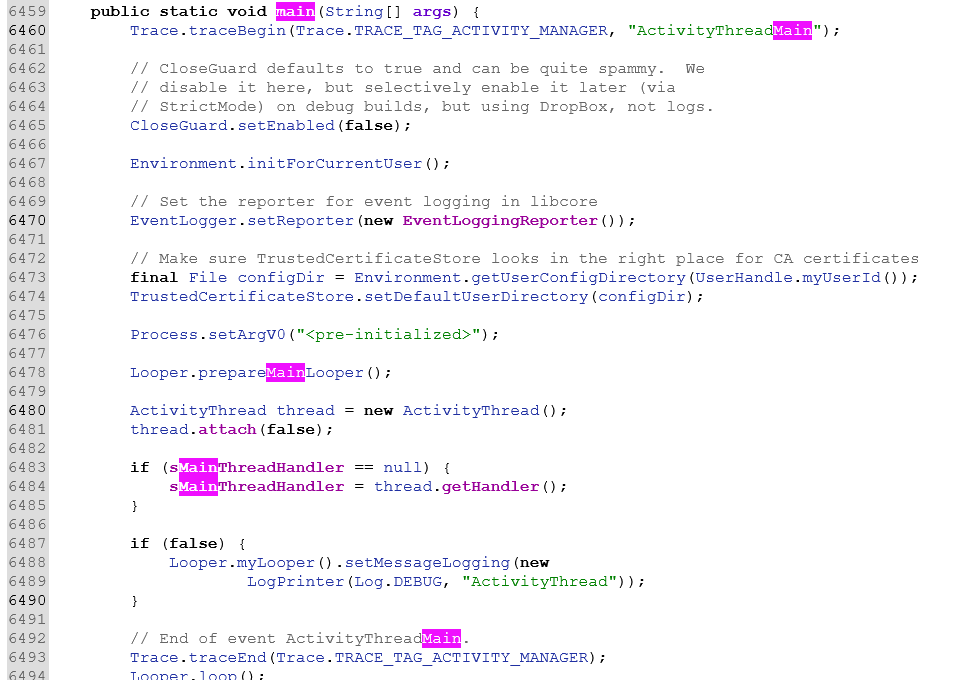 6459 public static void main(String[] args) {
6460 Trace.traceBegin(Trace.TRACE_TAG_ACTIVITY_MANAGER, "ActivityThreadMain");
6461
6462 // CloseGuard defaults to true and can be quite spammy.  We
6463 // disable it here, but selectively enable it later (via
6464 // StrictMode) on debug builds, but using DropBox, not logs.
6465 CloseGuard.setEnabled(false);
6466
6467 Environment.initForCurrentUser();
6468
6469 // Set the reporter for event logging in libcore
6470 EventLogger.setReporter(new EventLoggingReporter());
6471
6472 // Make sure TrustedCertificateStore looks in the right place for CA certificates
6473 final File configDir = Environment.getUserConfigDirectory(UserHandle.myUserId());
6474 TrustedCertificateStore.setDefaultUserDirectory(configDir);
6475
6476 Process.setArgV0("<pre-initialized>");
6477
6478 Looper.prepareMainLooper();
6479
6480 ActivityThread thread = new ActivityThread();
6481 thread.attach(false);
6482
6483 if (sMainThreadHandler == null) {
6484 sMainThreadHandler = thread.getHandler();
6485 }
6486
6487 if (false) {
6488 Looper.myLooper().setMessageLogging(new
6489 LogPrinter(Log.DEBUG, "ActivityThread"));
6490 }
6491
6492 // End of event ActivityThreadMain.
6493 Trace.traceEnd(Trace.TRACE_TAG_ACTIVITY_MANAGER);
6494 Looper.loop();